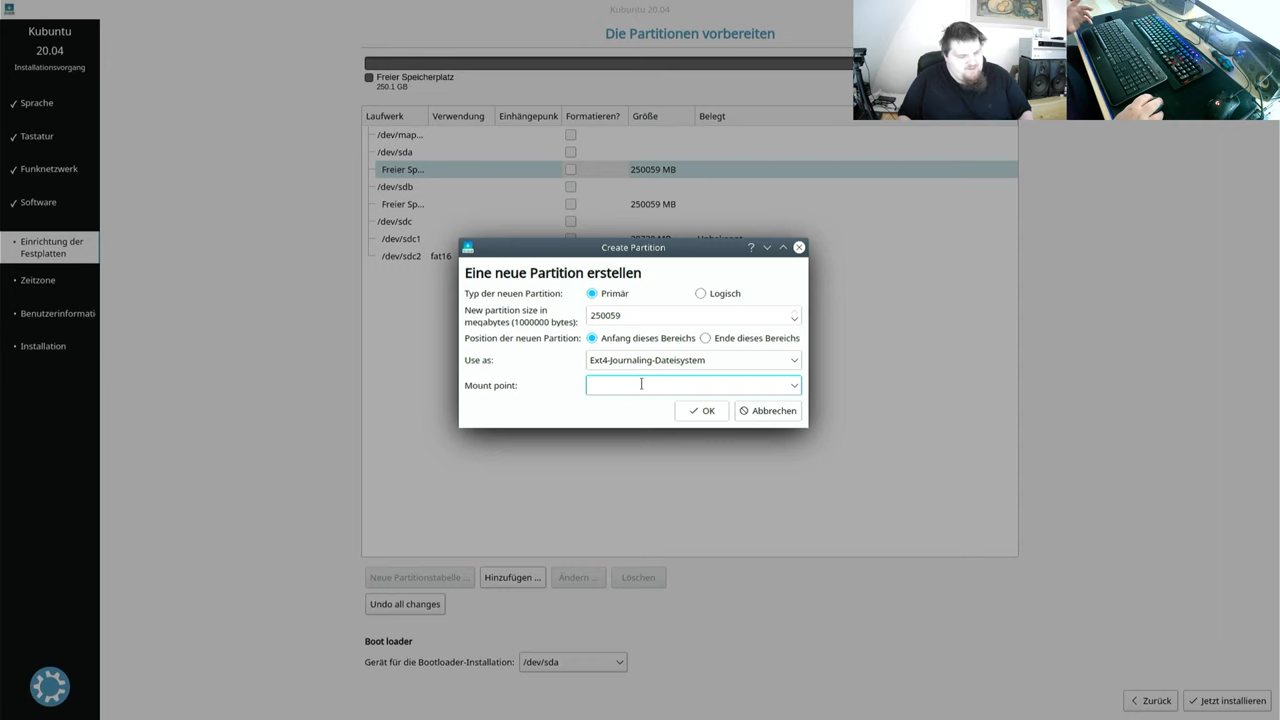 Kubuntu 20.04
Kubuntu
20.04
Installationsvorgang
Sprache
Tastatur
Funknetzwerk
Software
Einrichtung der
Festplatten
Zeitzone
Benutzerinformati
Installation
Die Partitionen vorbereiten
Freier Speicherplatz
250.1 GB
Laufwerk Verwendung Einhängepunk Formatieren? Größe Belegt
/dev/map...
/dev/sda
Freier Sp... 250059 MB
/dev/sdb
Freier Sp... 250059 MB
/dev/sdc
/dev/sdc1
/dev/sdc2 fat16
Create Partition
Eine neue Partition erstellen
Typ der neuen Partition: Primär Logisch
New partition size in
megabytes (1000000 bytes): 250059
Position der neuen Partition: Anfang dieses Bereichs Ende dieses Bereichs
Use as: Ext4-Journaling-Dateisystem
Mount point:
OK Abbrechen
Neue Partitionstabelle ... Hinzufügen ... Ändern ... Löschen
Undo all changes
Boot loader
Gerät für die Bootloader-Installation: /dev/sda
Zurück Jetzt installieren